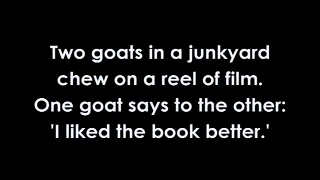 Two goats in a junkyard
chew on a reel of film.
One goat says to the other:
'I liked the book better.'